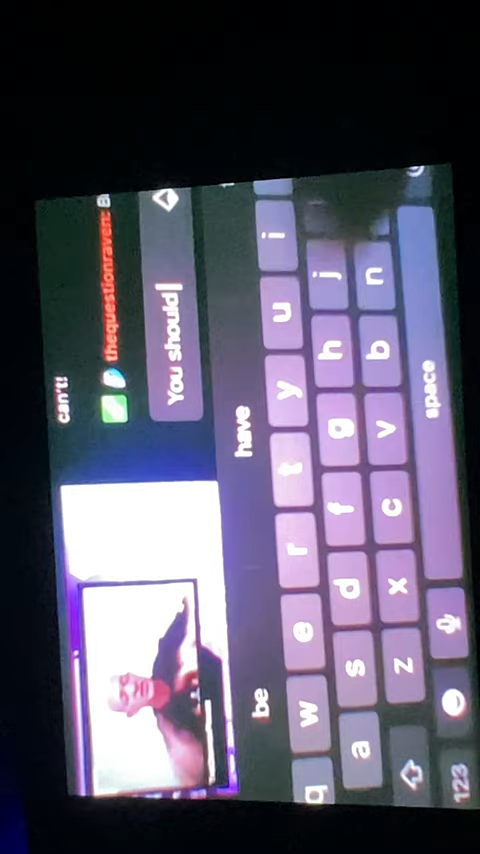 can't!
thequestionraven:
You should
be have
q w e r t y u i
a s d f g h j
z x c v b n
123 space